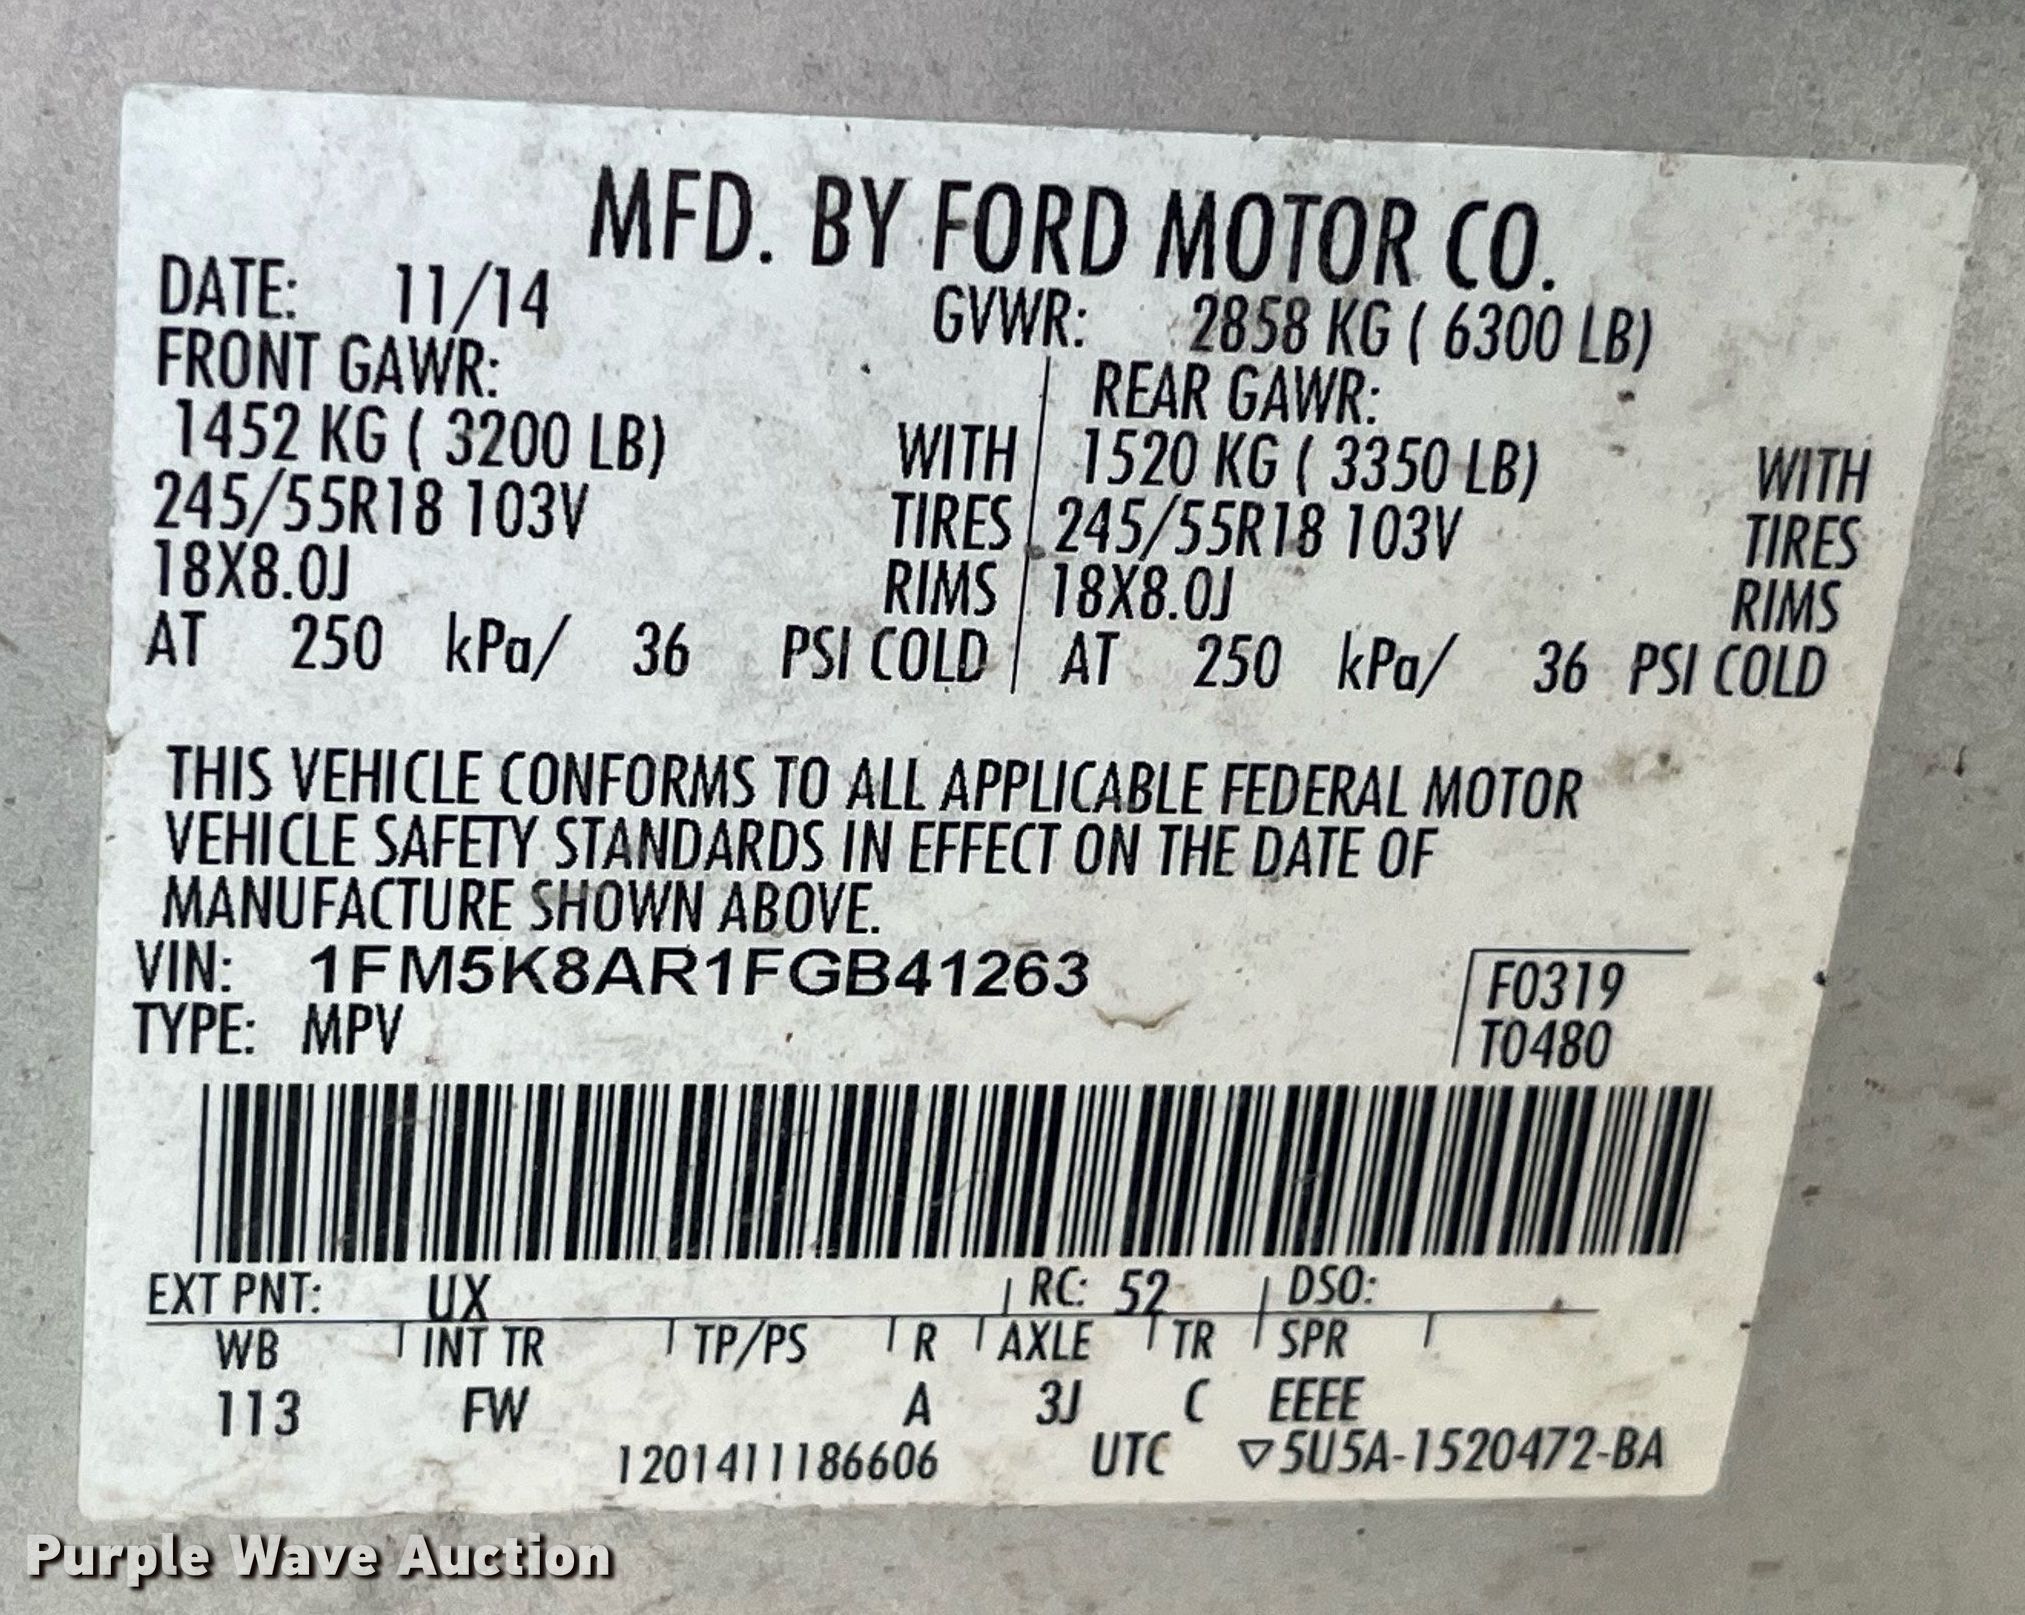 MFD. BY FORD MOTOR CO.
DATE: 11/14 GVWR: 2858 KG ( 6300 LB)
FRONT GAWR: REAR GAWR:
1452 KG ( 3200 LB) WITH 1520 KG ( 3350 LB) WITH
245/55R18 103V TIRES 245/55R18 103V TIRES
18X8.0J RIMS 18X8.0J RIMS
AT 250 kPa/ 36 PSI COLD AT 250 kPa/ 36 PSI COLD
THIS VEHICLE CONFORMS TO ALL APPLICABLE FEDERAL MOTOR
VEHICLE SAFETY STANDARDS IN EFFECT ON THE DATE OF
MANUFACTURE SHOWN ABOVE.
VIN: 1FM5K8AR1FGB41263 F0319
TYPE: MPV T0480
EXT PNT: UX RC: 52 DSO:
WB INT TR TP/PS R AXLE TR SPR
113 FW A 3J C EEEE
1201411186606 UTC ▽5U5A-1520472-BA
Purple Wave Auction